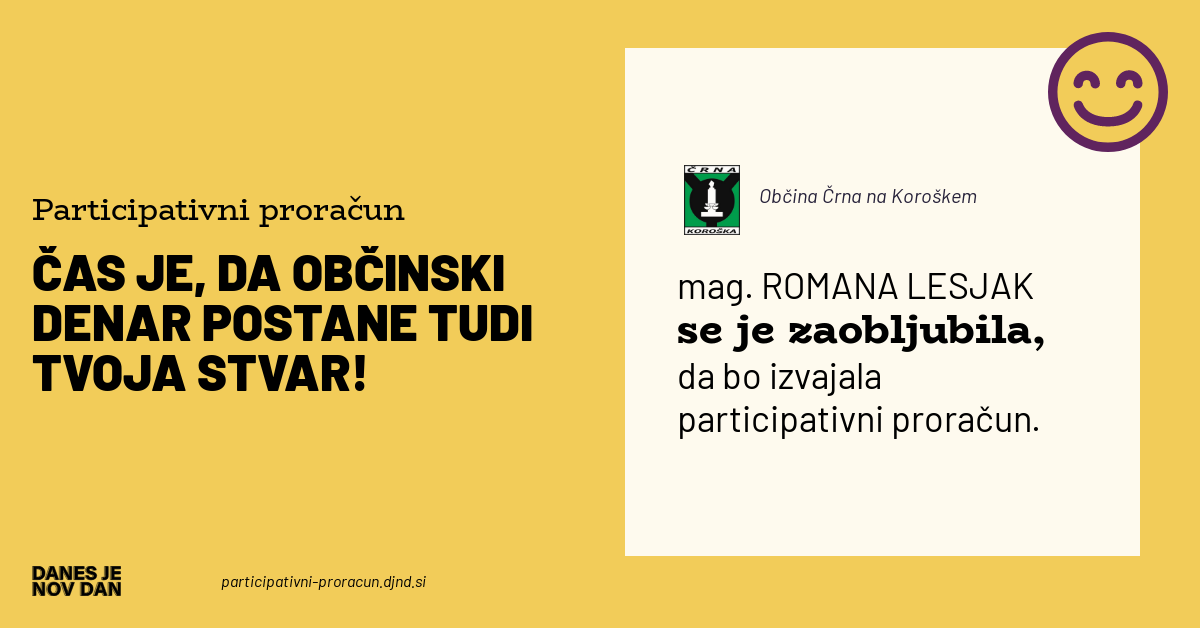 Participativni proračun
ČAS JE, DA OBČINSKI
DENAR POSTANE TUDI
TVOJA STVAR!
DANES JE
NOV DAN
participativni-proracun.djnd.si
ČRNA
KOROŠKA
Občina Črna na Koroškem
mag. ROMANA LESJAK
se je zaobljubila,
da bo izvajala
participativni proračun.